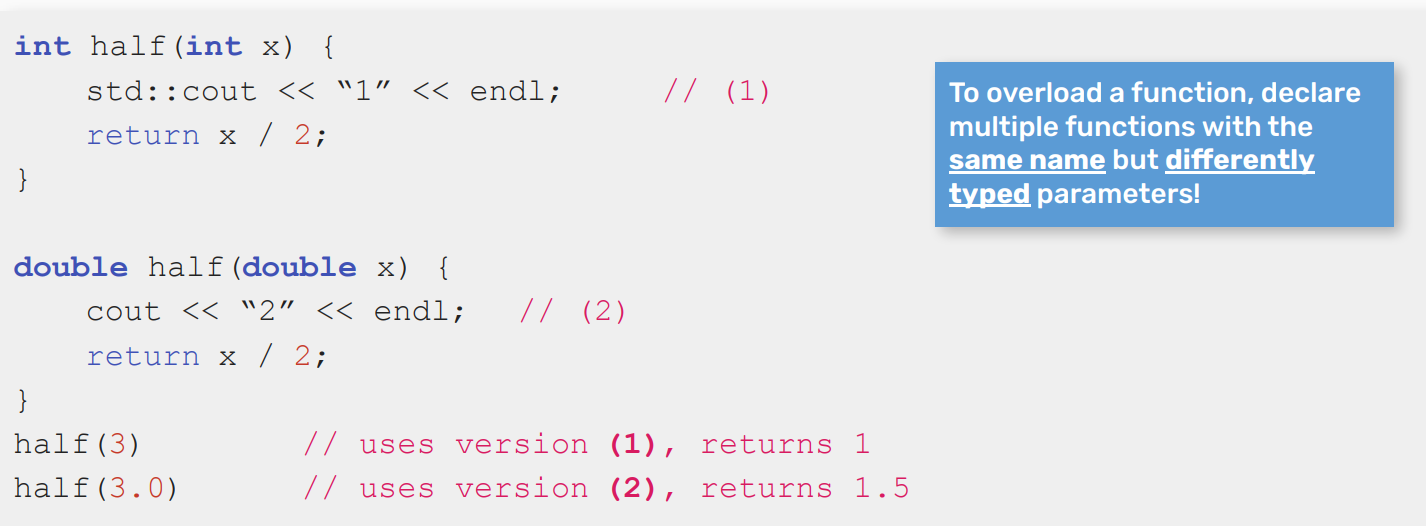 int half(int x) {
    std::cout << “1” << endl;      // (1)
    return x / 2;
}
double half(double x) {
    cout << “2” << endl;   // (2)
    return x / 2;
}
half(3)         // uses version (1), returns 1
half(3.0)       // uses version (2), returns 1.5
To overload a function, declare
multiple functions with the
same name but differently
typed parameters!